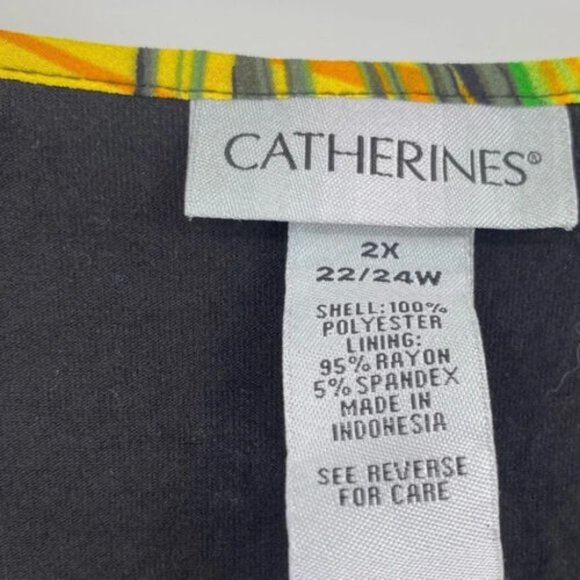 CATHERINES®
2X
22/24W
SHELL: 100%
POLYESTER
LINING:
95% RAYON
5% SPANDEX
MADE IN
INDONESIA
SEE REVERSE
FOR CARE